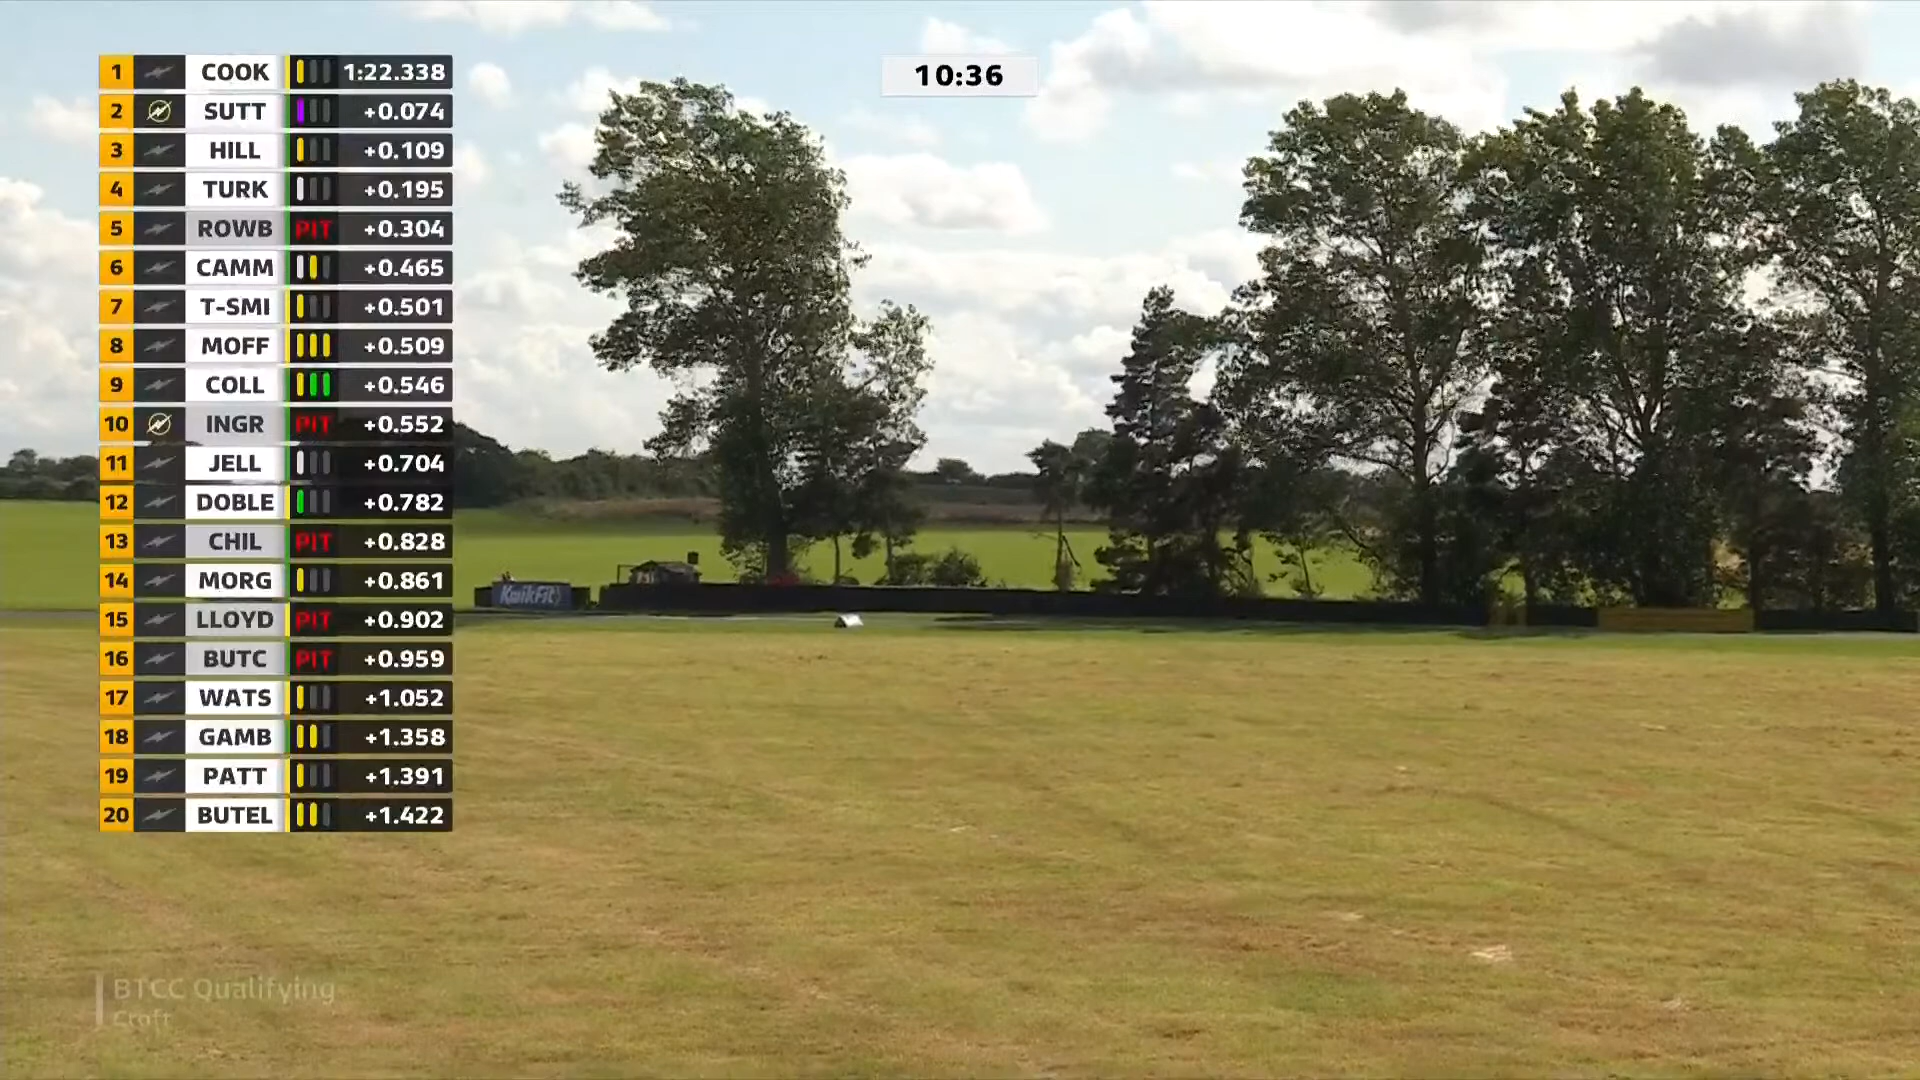 10:36
1 COOK 1:22.338
2 SUTT +0.074
3 HILL +0.109
4 TURK +0.195
5 ROWB PIT +0.304
6 CAMM +0.465
7 T-SMI +0.501
8 MOFF +0.509
9 COLL +0.546
10 INGR PIT +0.552
11 JELL +0.704
12 DOBLE +0.782
13 CHIL PIT +0.828
14 MORG +0.861
15 LLOYD PIT +0.902
16 BUTC PIT +0.959
17 WATS +1.052
18 GAMB +1.358
19 PATT +1.391
20 BUTEL +1.422
KwikFit
BTCC Qualifying
Croft